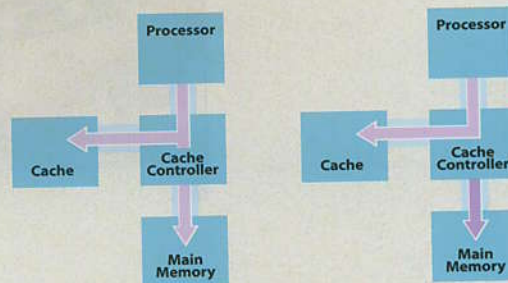 Processor
Cache
Cache
Controller
Main
Memory
Processor
Cache
Cache
Controller
Main
Memory